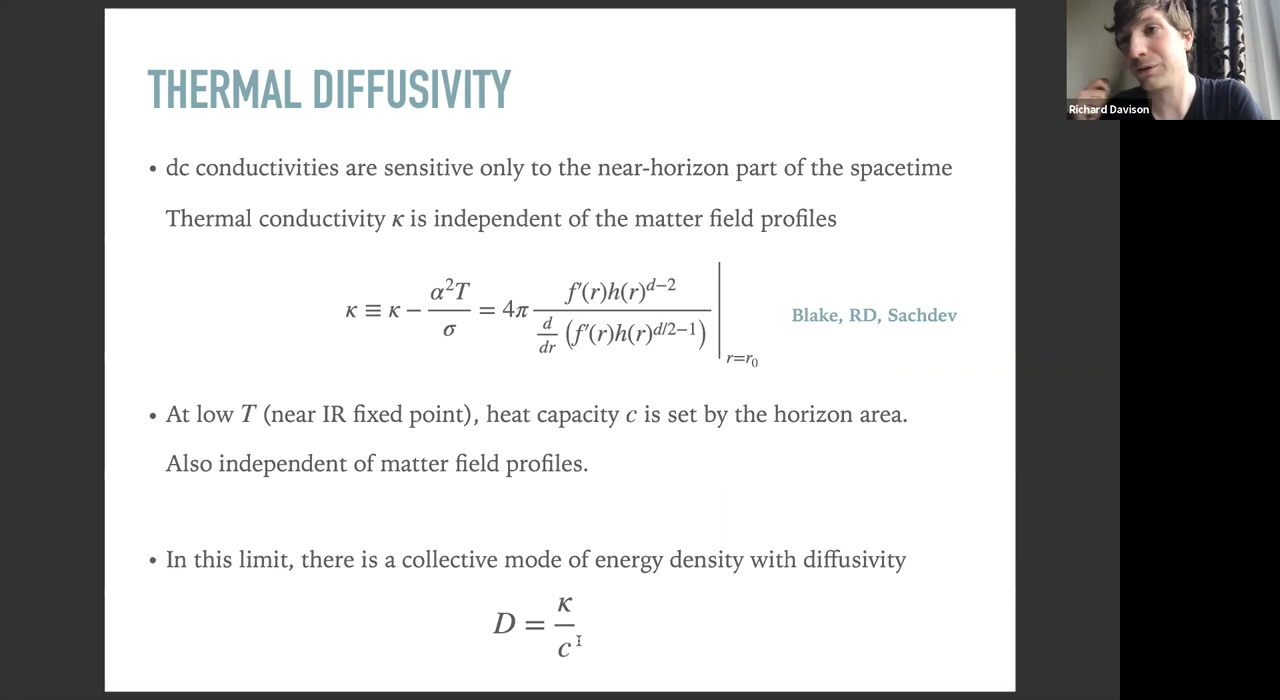 THERMAL DIFFUSIVITY
Richard Davison
• dc conductivities are sensitive only to the near-horizon part of the spacetime
Thermal conductivity κ is independent of the matter field profiles
κ ≡ κ − α²T/σ = 4π f′(r)h(r)^{d−2} / (d/dr (f′(r)h(r)^{d/2−1})) |_{r=r₀}
Blake, RD, Sachdev
• At low T (near IR fixed point), heat capacity c is set by the horizon area.
Also independent of matter field profiles.
• In this limit, there is a collective mode of energy density with diffusivity
D = κ/c